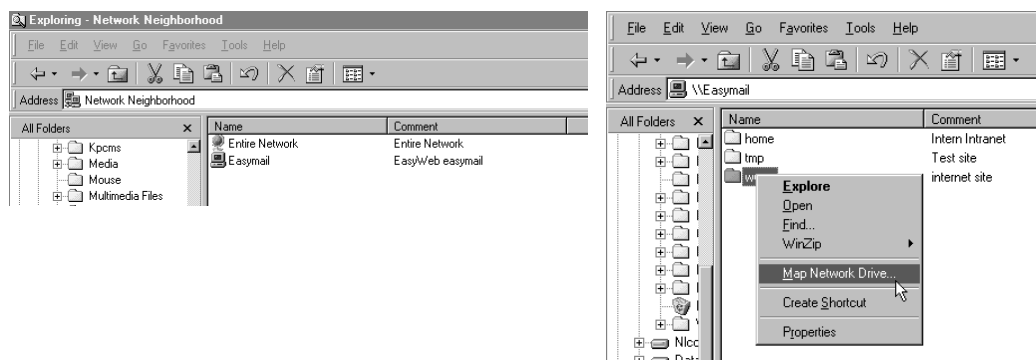 Exploring - Network Neighborhood
File Edit View Go Favorites Tools Help
Address Network Neighborhood
All Folders x
Kpcms
Media
Mouse
Multimedia Files
Name Comment
Entire Network Entire Network
Easymail EasyWeb easymail
File Edit View Go Favorites Tools Help
Address \\Easymail
All Folders x
Name Comment
home Intern Intranet
tmp Test site
internet site
Explore
Open
Find...
WinZip
Map Network Drive...
Create Shortcut
Properties